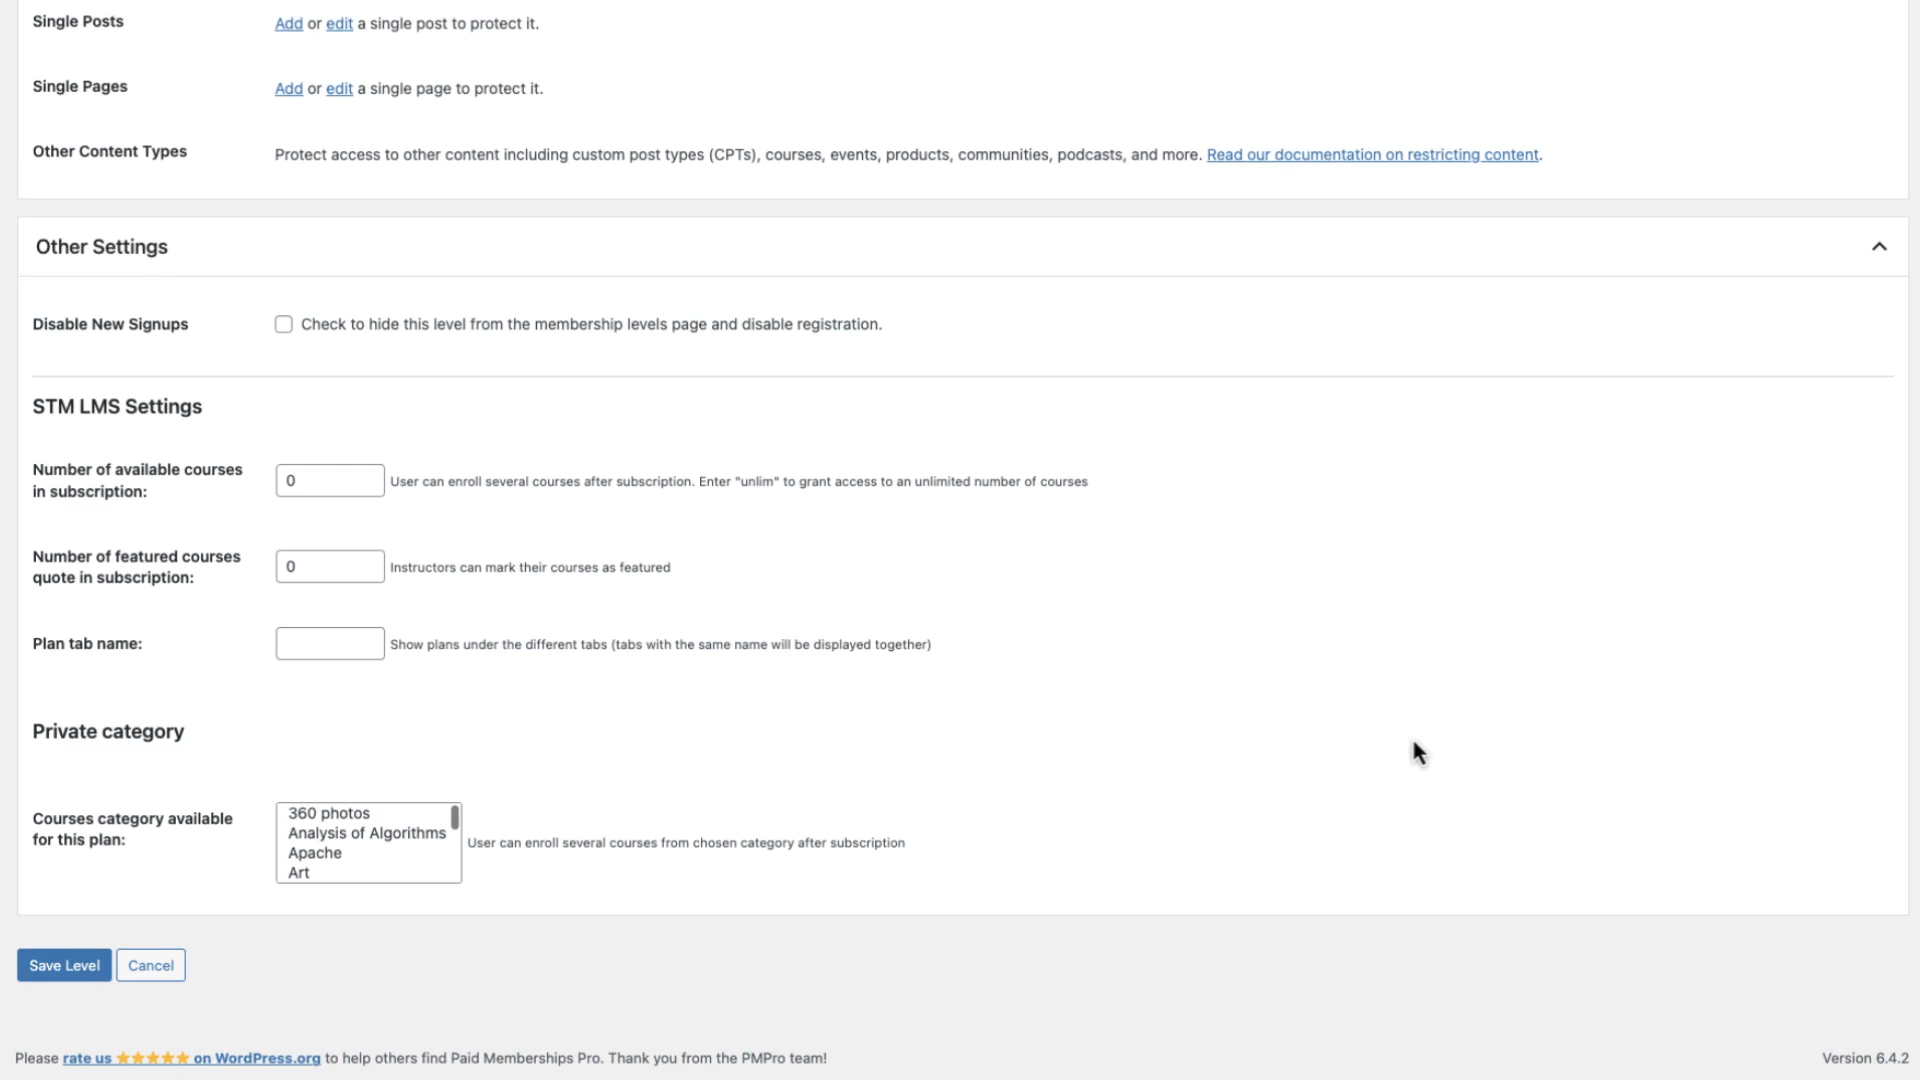 Single Posts
Add or edit a single post to protect it.
Single Pages
Add or edit a single page to protect it.
Other Content Types
Protect access to other content including custom post types (CPTs), courses, events, products, communities, podcasts, and more. Read our documentation on restricting content.
Other Settings
Disable New Signups
Check to hide this level from the membership levels page and disable registration.
STM LMS Settings
Number of available courses
in subscription:
0
User can enroll several courses after subscription. Enter "unlim" to grant access to an unlimited number of courses
Number of featured courses
quote in subscription:
0
Instructors can mark their courses as featured
Plan tab name:
Show plans under the different tabs (tabs with the same name will be displayed together)
Private category
Courses category available
for this plan:
360 photos
Analysis of Algorithms
Apache
Art
User can enroll several courses from chosen category after subscription
Save Level
Cancel
Please rate us ★★★★★ on WordPress.org to help others find Paid Memberships Pro. Thank you from the PMPro team!
Version 6.4.2